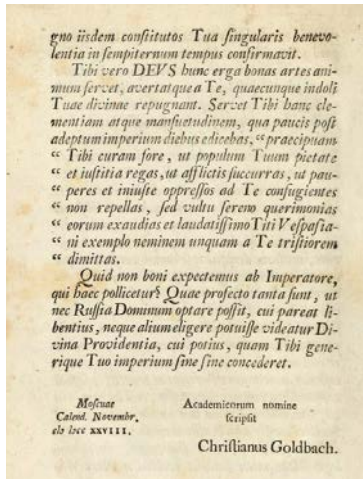 gno iisdem conſtitutos Tua ſingularis benevo-
lentia in ſempiternum tempus confirmavit.
Tibi vero DEVS hunc erga bonas artes ani-
mum ſervet, avertatque a Te, quaecunque indoli
Tuae divinae repugnant. Servet Tibi hanc cle-
mentiam atque manſuetudinem, qua paucis poſt
adeptum imperium diebus edicebas, “praecipuam
“ Tibi curam fore, ut populum Tuum pietate
“ et iuſtitia regas, ut afflictis ſuccurras, ut pau-
“ peres et iniuſte oppreſſos ad Te confugientes
“ non repellas, ſed vultu ſereno querimonias
“ eorum exaudias et laudatiſſimo Titi Veſpaſia-
“ ni exemplo neminem unquam a Te triſtiorem
“ dimittas.
Quid non boni expectemus ab Imperatore,
qui haec pollicetur? Quae profecto tanta ſunt, ut
nec Ruſſia Dominum optare poſſit, cui pareat li-
bentius, neque alium eligere potuiſſe videatur Di-
vina Providentia, cui potius, quam Tibi gene-
rique Tuo imperium ſine fine concederet.
Moſcuae
Calend. Novembr.
cIↄ Iↄcc XXVIII.
Academicorum nomine
ſcripſit
Chriſtianus Goldbach.